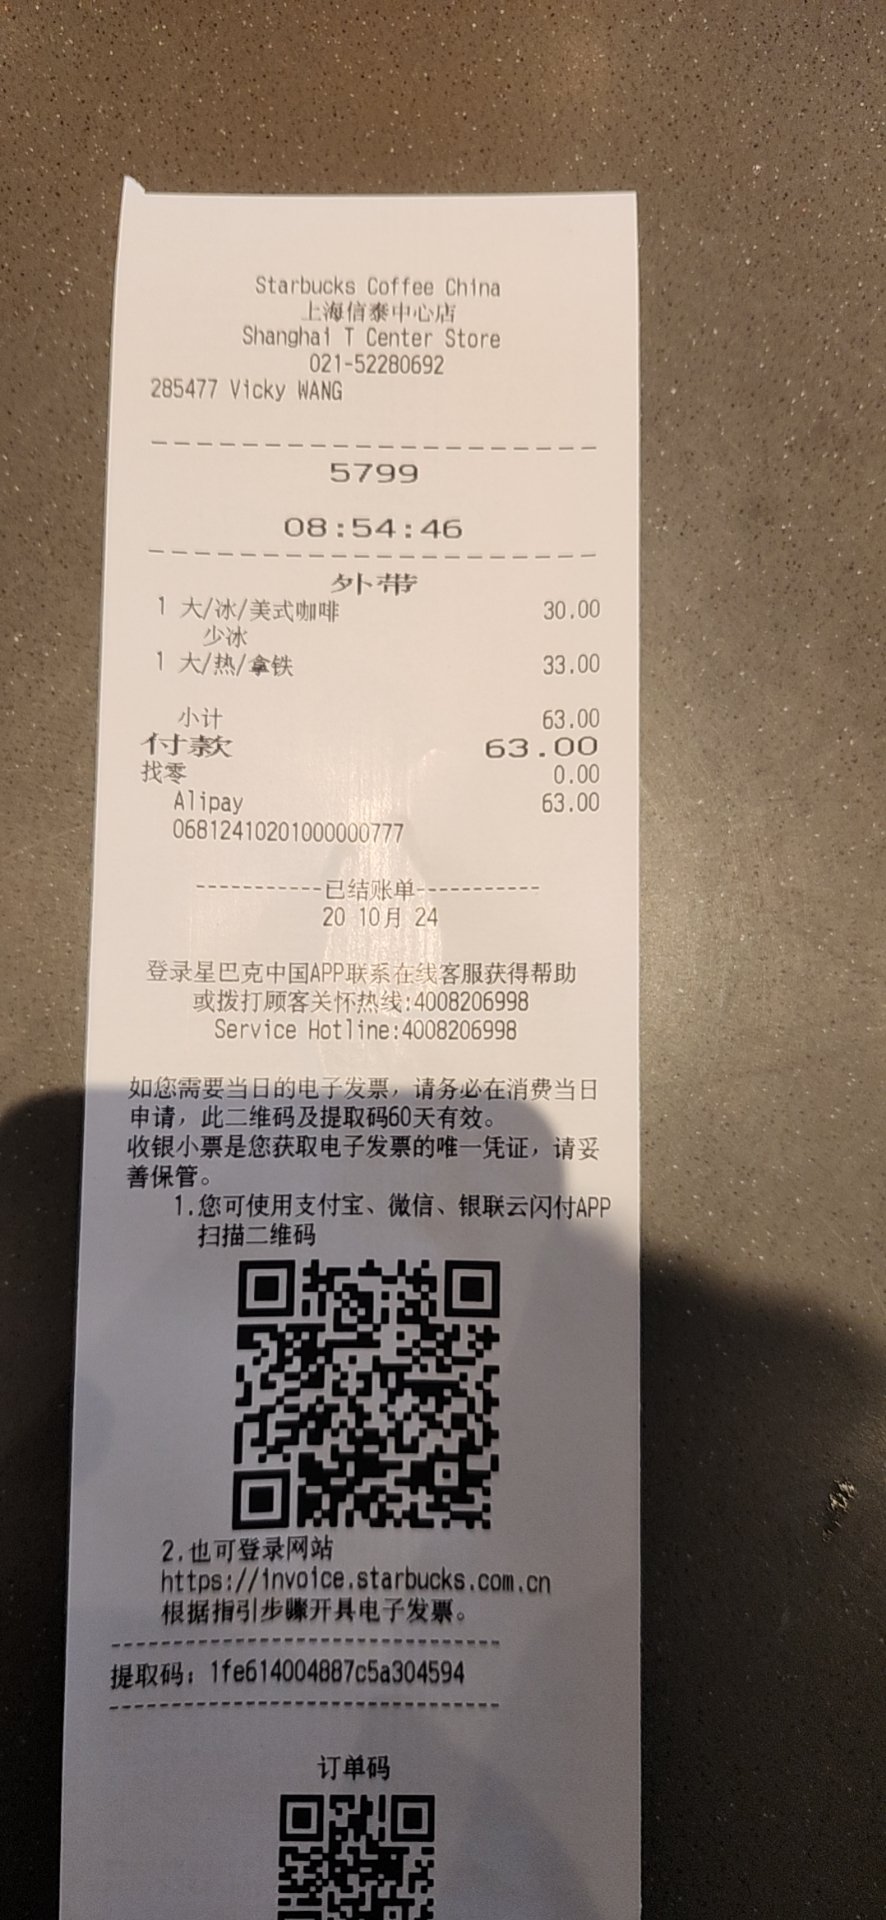 Starbucks Coffee China
上海信泰中心店
Shanghai T Center Store
021-52280692
285477 Vicky WANG
5799
08:54:46
外带
1 大/冰/美式咖啡 30.00
少冰
1 大/热/拿铁 33.00
小计 63.00
付款 63.00
找零 0.00
Alipay 63.00
06812410201000000777
-----------已结账单-----------
20 10月 24
登录星巴克中国APP联系在线客服获得帮助
或拨打顾客关怀热线:4008206998
Service Hotline:4008206998
如您需要当日的电子发票，请务必在消费当日
申请，此二维码及提取码60天有效。
收银小票是您获取电子发票的唯一凭证，请妥
善保管。
1.您可使用支付宝、微信、银联云闪付APP
扫描二维码
2.也可登录网站
https://invoice.starbucks.com.cn
根据指引步骤开具电子发票。
提取码：1fe614004887c5a304594
订单码